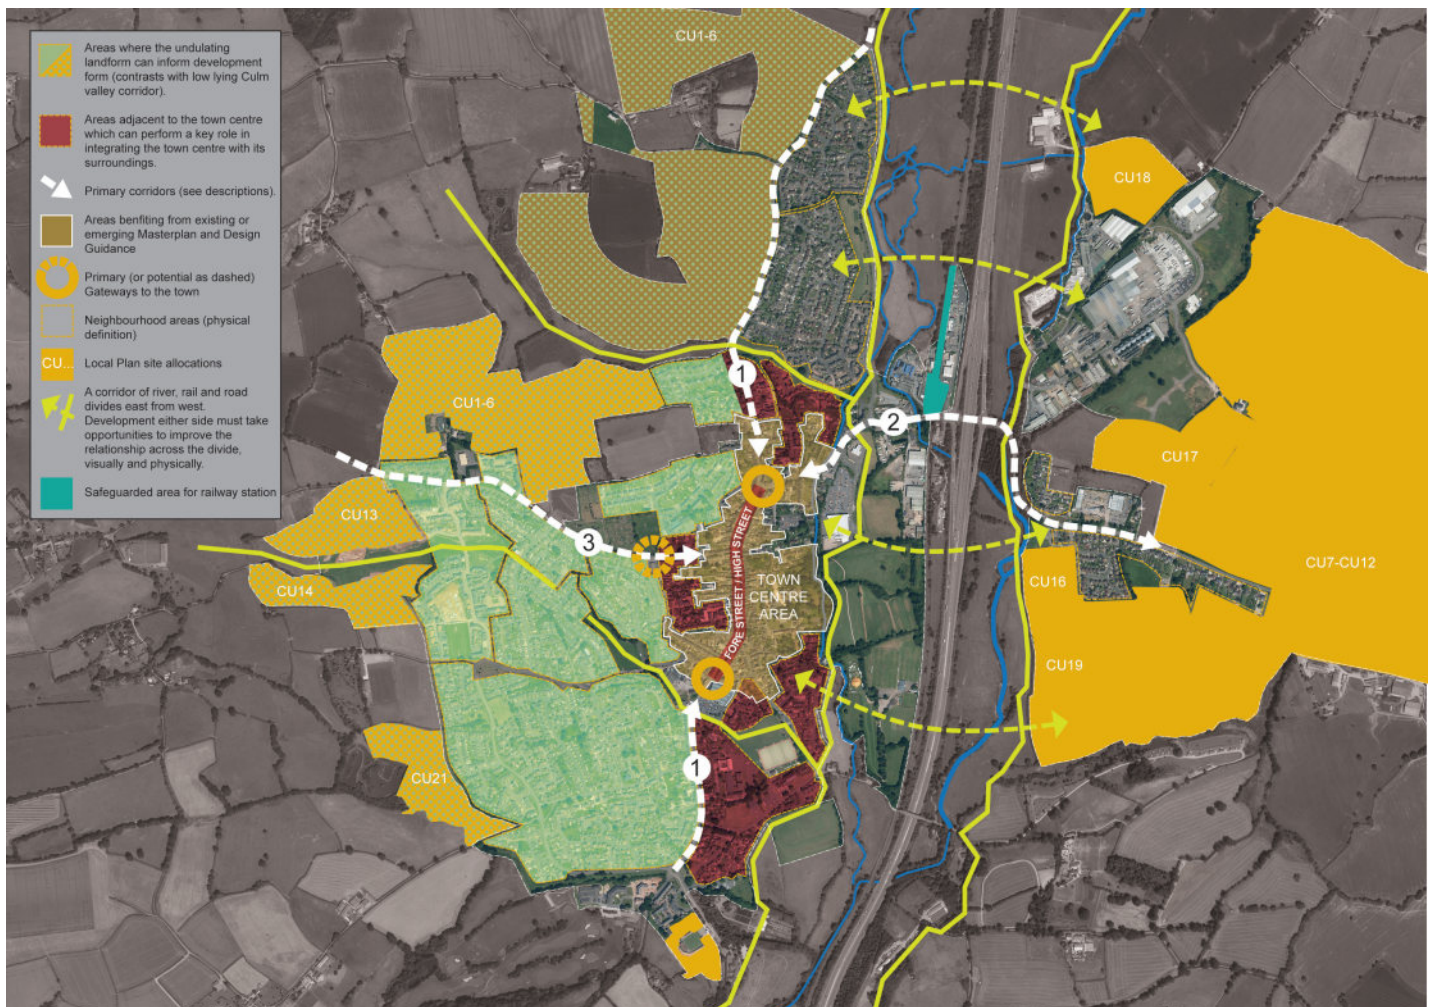 Areas where the undulating
landform can inform development
form (contrasts with low lying Culm
valley corridor).
Areas adjacent to the town centre
which can perform a key role in
integrating the town centre with its
surroundings.
Primary corridors (see descriptions).
Areas benfiting from existing or
emerging Masterplan and Design
Guidance
Primary (or potential as dashed)
Gateways to the town
Neighbourhood areas (physical
definition)
CU...
Local Plan site allocations
A corridor of river, rail and road
divides east from west.
Development either side must take
opportunities to improve the
relationship across the divide,
visually and physically.
Safeguarded area for railway station
CU1-6
CU18
1
CU1-6
2
CU17
CU13
3
FORE STREET / HIGH STREET
CU7-CU12
CU14
TOWN
CENTRE
AREA
CU16
CU19
1
CU21